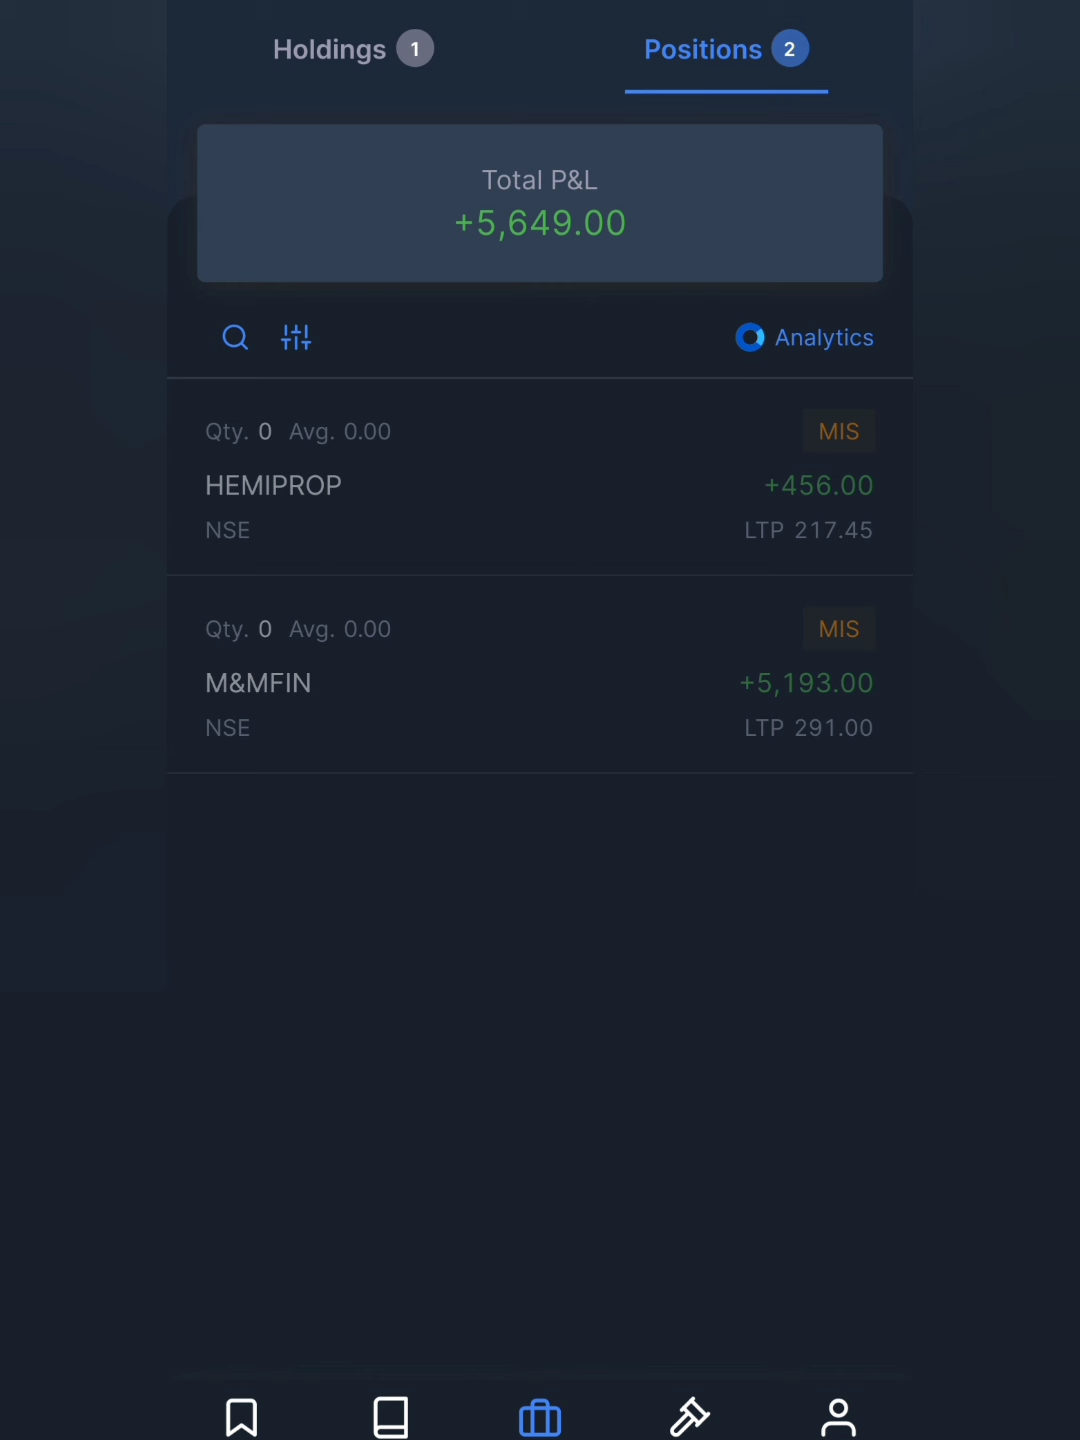 Holdings 1 Positions 2
Total P&L
+5,649.00
Analytics
Qty. 0 Avg. 0.00 MIS
HEMIPROP +456.00
NSE LTP 217.45
Qty. 0 Avg. 0.00 MIS
M&MFIN +5,193.00
NSE LTP 291.00